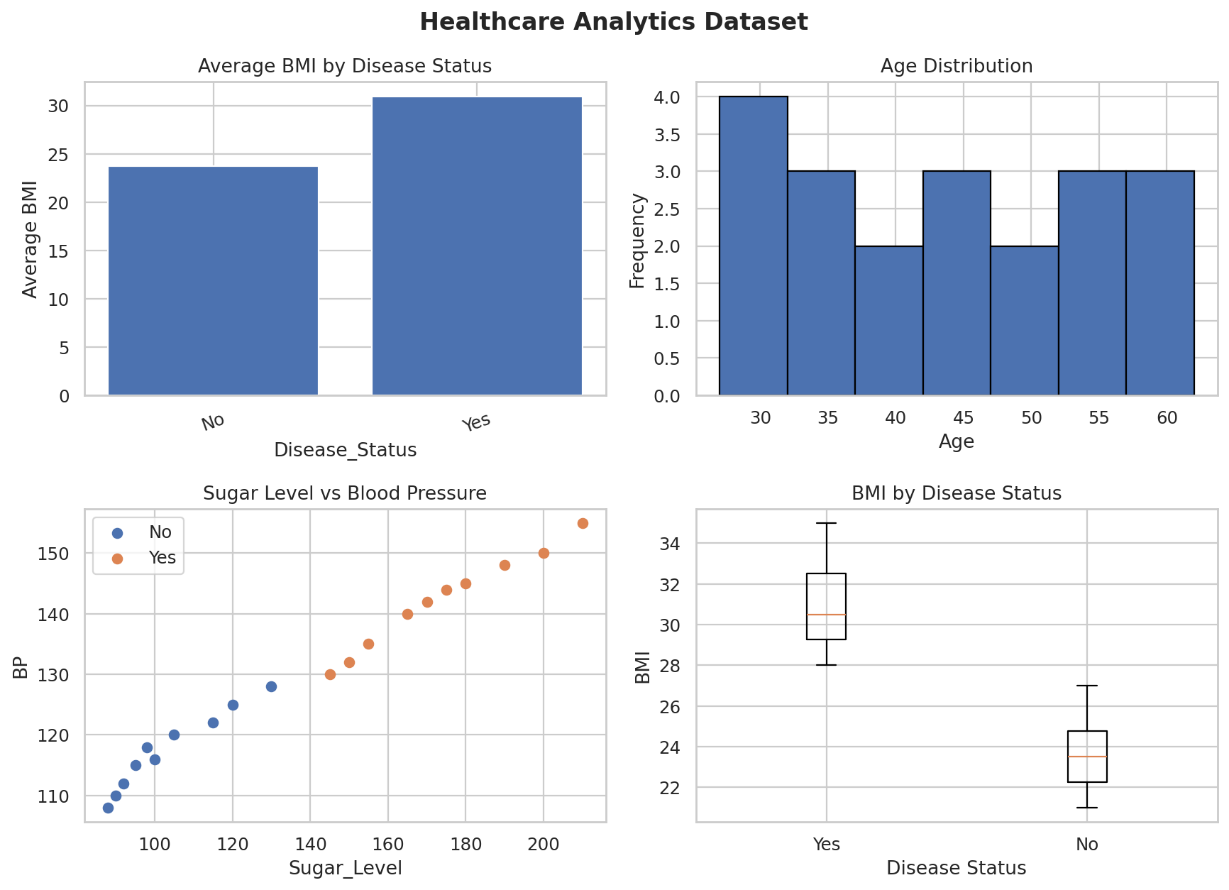 Healthcare Analytics Dataset
Average BMI by Disease Status
30
25
20
15
10
5
0
Average BMI
No
Yes
Disease_Status
Age Distribution
4.0
3.5
3.0
2.5
2.0
1.5
1.0
0.5
0.0
Frequency
30 35 40 45 50 55 60
Age
Sugar Level vs Blood Pressure
No
Yes
150
140
130
120
110
BP
100 120 140 160 180 200
Sugar_Level
BMI by Disease Status
34
32
30
28
26
24
22
BMI
Yes No
Disease Status